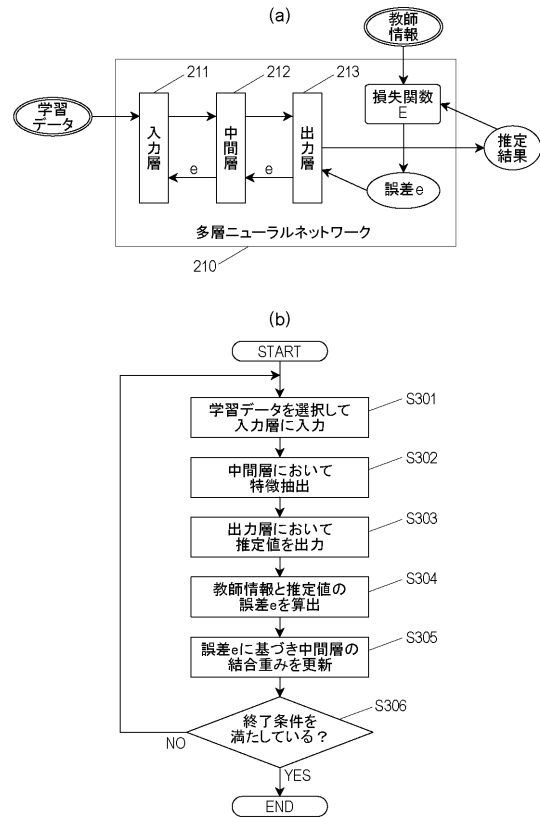 (a)
教師
情報
211
212
213
学習
データ
入力層
中間層
出力層
損失関数
E
推定
結果
e
e
誤差e
多層ニューラルネットワーク
210
(b)
START
学習データを選択して
入力層に入力
S301
中間層において
特徴抽出
S302
出力層において
推定値を出力
S303
教師情報と推定値の
誤差eを算出
S304
誤差eに基づき中間層の
結合重みを更新
S305
終了条件を
満たしている?
S306
NO
YES
END